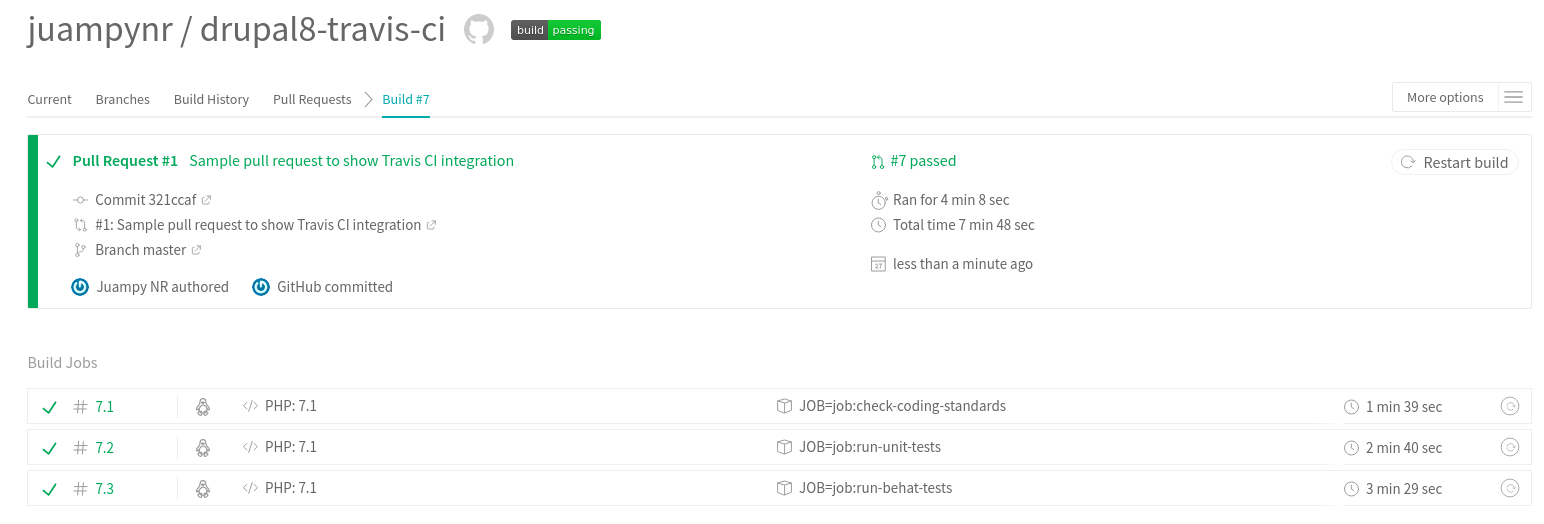 juampynr / drupal8-travis-ci build passing
Current Branches Build History Pull Requests Build #7 More options
Pull Request #1 Sample pull request to show Travis CI integration #7 passed Restart build
Commit 321ccaf Ran for 4 min 8 sec
#1: Sample pull request to show Travis CI integration Total time 7 min 48 sec
Branch master
27 less than a minute ago
Juampy NR authored GitHub committed
Build Jobs
# 7.1 </> PHP: 7.1 JOB=job:check-coding-standards 1 min 39 sec
# 7.2 </> PHP: 7.1 JOB=job:run-unit-tests 2 min 40 sec
# 7.3 </> PHP: 7.1 JOB=job:run-behat-tests 3 min 29 sec